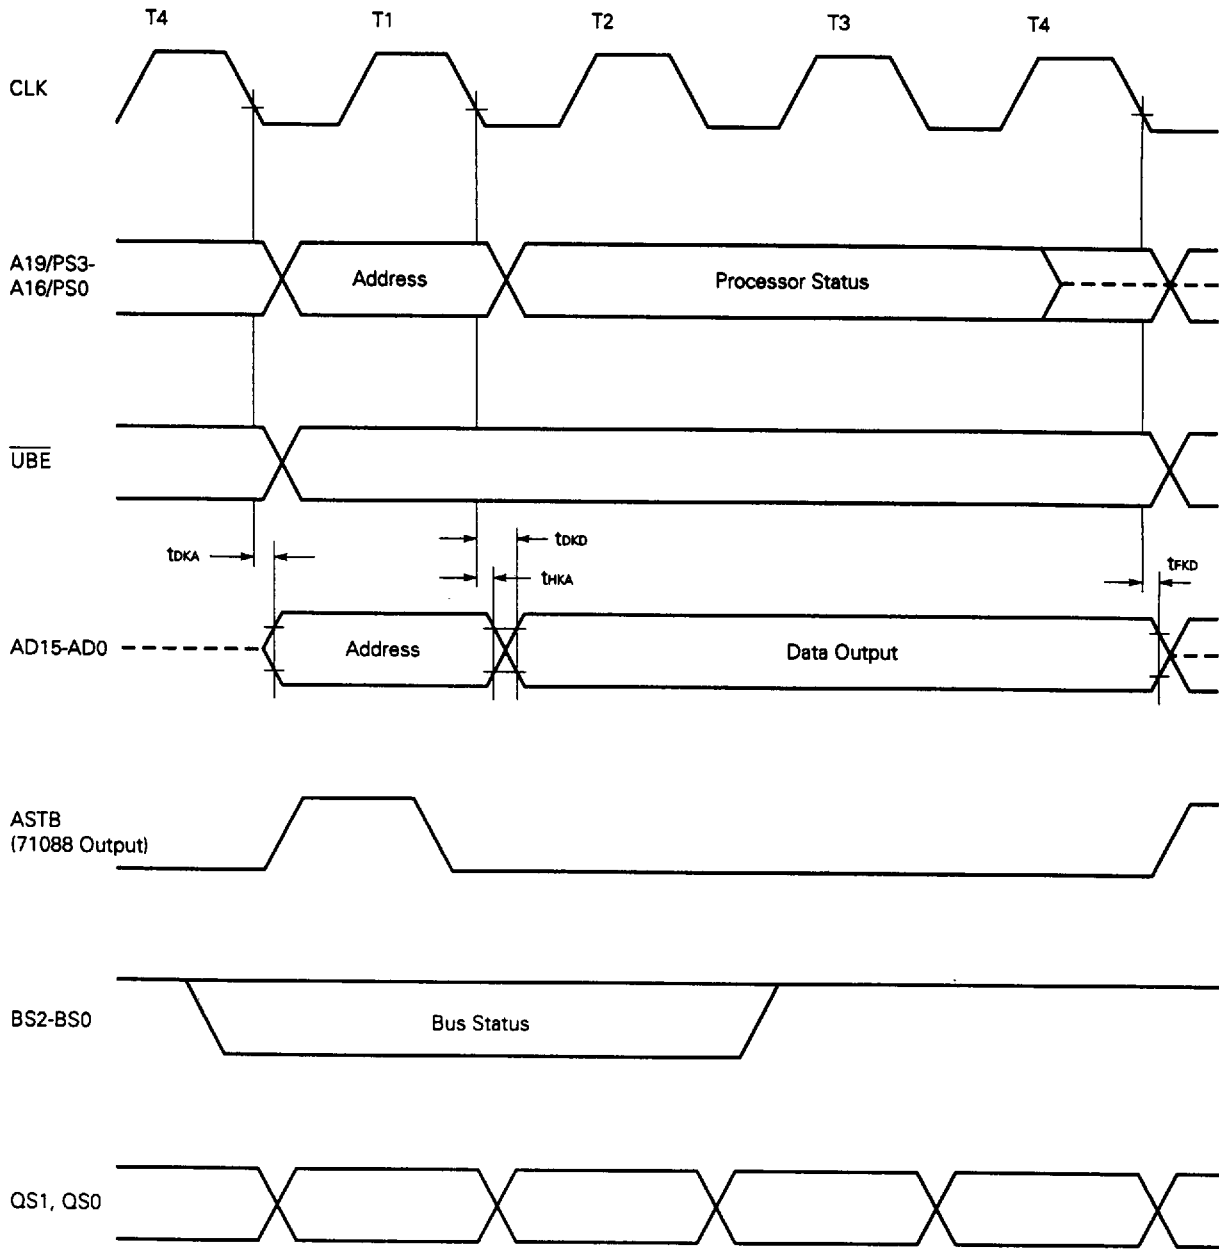 T4 T1 T2 T3 T4
CLK
A19/PS3-
A16/PS0
Address
Processor Status
UBE
tDKA
tDKD
tHKA
tFKD
AD15-AD0
Address
Data Output
ASTB
(71088 Output)
BS2-BS0
Bus Status
QS1, QS0